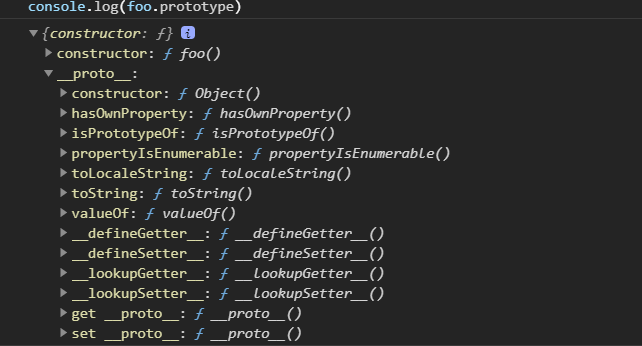 console.log(foo.prototype)
▼{constructor: ƒ} i
▶constructor: ƒ foo()
▼__proto__:
▶constructor: ƒ Object()
▶hasOwnProperty: ƒ hasOwnProperty()
▶isPrototypeOf: ƒ isPrototypeOf()
▶propertyIsEnumerable: ƒ propertyIsEnumerable()
▶toLocaleString: ƒ toLocaleString()
▶toString: ƒ toString()
▶valueOf: ƒ valueOf()
▶__defineGetter__: ƒ __defineGetter__()
▶__defineSetter__: ƒ __defineSetter__()
▶__lookupGetter__: ƒ __lookupGetter__()
▶__lookupSetter__: ƒ __lookupSetter__()
▶get __proto__: ƒ __proto__()
▶set __proto__: ƒ __proto__()